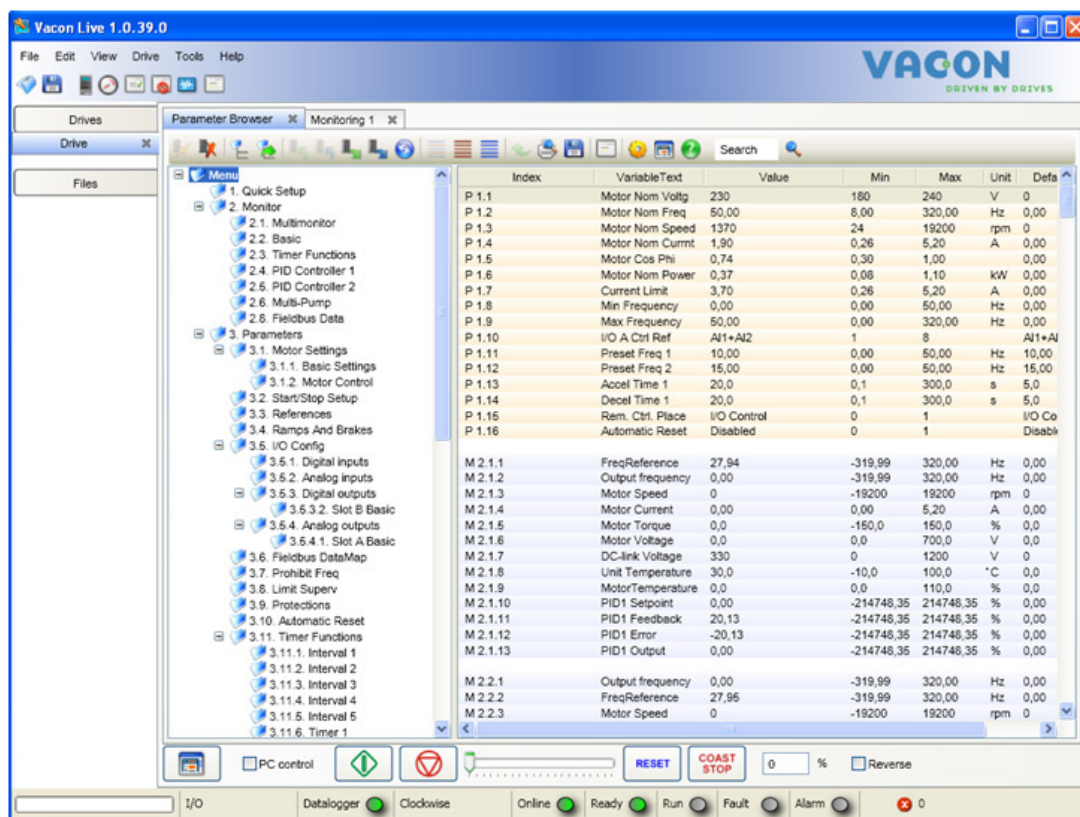 Vacon Live 1.0.39.0
File Edit View Drive Tools Help
VACON
DRIVEN BY DRIVES
Drives
Drive
Files
Parameter Browser Monitoring 1
Search
Menu
1. Quick Setup
2. Monitor
2.1. Multimonitor
2.2. Basic
2.3. Timer Functions
2.4. PID Controller 1
2.5. PID Controller 2
2.6. Multi-Pump
2.8. Fieldbus Data
3. Parameters
3.1. Motor Settings
3.1.1. Basic Settings
3.1.2. Motor Control
3.2. Start/Stop Setup
3.3. References
3.4. Ramps And Brakes
3.5. I/O Config
3.5.1. Digital inputs
3.5.2. Analog inputs
3.5.3. Digital outputs
3.5.3.2. Slot B Basic
3.5.4. Analog outputs
3.5.4.1. Slot A Basic
3.6. Fieldbus DataMap
3.7. Prohibit Freq
3.8. Limit Superv
3.9. Protections
3.10. Automatic Reset
3.11. Timer Functions
3.11.1. Interval 1
3.11.2. Interval 2
3.11.3. Interval 3
3.11.4. Interval 4
3.11.5. Interval 5
3.11.6. Timer 1
Index VariableText Value Min Max Unit Defa
P 1.1 Motor Nom Voltg 230 180 240 V 0
P 1.2 Motor Nom Freq 50,00 8,00 320,00 Hz 0,00
P 1.3 Motor Nom Speed 1370 24 19200 rpm 0
P 1.4 Motor Nom Currnt 1,90 0,26 5,20 A 0,00
P 1.5 Motor Cos Phi 0,74 0,30 1,00 0,00
P 1.6 Motor Nom Power 0,37 0,08 1,10 kW 0,00
P 1.7 Current Limit 3,70 0,26 5,20 A 0,00
P 1.8 Min Frequency 0,00 0,00 50,00 Hz 0,00
P 1.9 Max Frequency 50,00 0,00 320,00 Hz 0,00
P 1.10 I/O A Ctrl Ref AI1+AI2 1 8 AI1+AI
P 1.11 Preset Freq 1 10,00 0,00 50,00 Hz 10,00
P 1.12 Preset Freq 2 15,00 0,00 50,00 Hz 15,00
P 1.13 Accel Time 1 20,0 0,1 300,0 s 5,0
P 1.14 Decel Time 1 20,0 0,1 300,0 s 5,0
P 1.15 Rem. Ctrl. Place I/O Control 0 1 I/O Co
P 1.16 Automatic Reset Disabled 0 1 Disabl
M 2.1.1 FreqReference 27,94 -319,99 320,00 Hz 0,00
M 2.1.2 Output frequency 0,00 -319,99 320,00 Hz 0,00
M 2.1.3 Motor Speed 0 -19200 19200 rpm 0
M 2.1.4 Motor Current 0,00 0,00 5,20 A 0,00
M 2.1.5 Motor Torque 0,0 -150,0 150,0 % 0,0
M 2.1.6 Motor Voltage 0,0 0,0 700,0 V 0,0
M 2.1.7 DC-link Voltage 330 0 1200 V 0
M 2.1.8 Unit Temperature 30,0 -10,0 100,0 °C 0,0
M 2.1.9 MotorTemperature 0,0 0,0 110,0 % 0,0
M 2.1.10 PID1 Setpoint 0,00 -214748,35 214748,35 % 0,00
M 2.1.11 PID1 Feedback 20,13 -214748,35 214748,35 % 0,00
M 2.1.12 PID1 Error -20,13 -214748,35 214748,35 % 0,00
M 2.1.13 PID1 Output 0,00 -214748,35 214748,35 % 0,00
M 2.2.1 Output frequency 0,00 -319,99 320,00 Hz 0,00
M 2.2.2 FreqReference 27,95 -319,99 320,00 Hz 0,00
M 2.2.3 Motor Speed 0 -19200 19200 rpm 0
PC control RESET COAST STOP 0 % Reverse
I/O Datalogger Clockwise Online Ready Run Fault Alarm 0